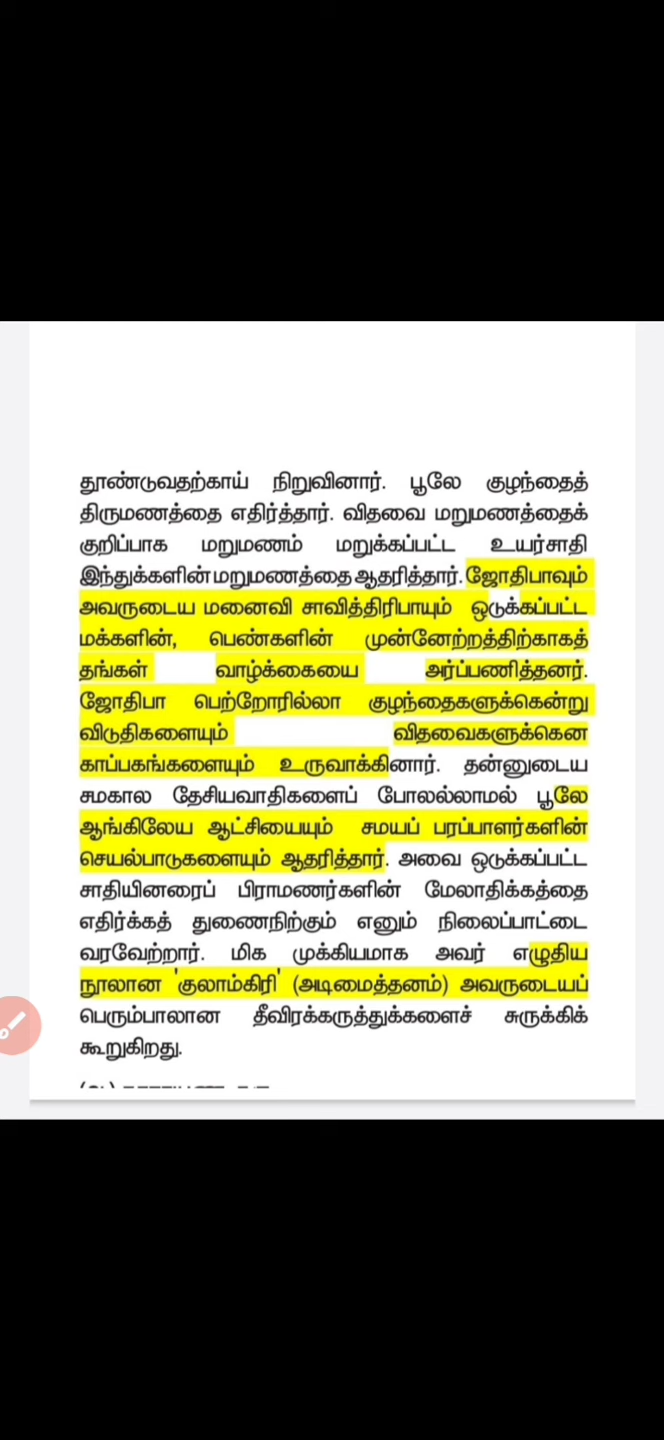 தூண்டுவதற்காய் நிறுவினார். பூலே குழந்தைத்
திருமணத்தை எதிர்த்தார். விதவை மறுமணத்தைக்
குறிப்பாக மறுமணம் மறுக்கப்பட்ட உயர்சாதி
இந்துக்களின் மறுமணத்தை ஆதரித்தார். ஜோதிபாவும்
அவருடைய மனைவி சாவித்திரிபாயும் ஒடுக்கப்பட்ட
மக்களின், பெண்களின் முன்னேற்றத்திற்காகத்
தங்கள் வாழ்க்கையை அர்ப்பணித்தனர்.
ஜோதிபா பெற்றோரில்லா குழந்தைகளுக்கென்று
விடுதிகளையும் விதவைகளுக்கென
காப்பகங்களையும் உருவாக்கினார். தன்னுடைய
சமகால தேசியவாதிகளைப் போலல்லாமல் பூலே
ஆங்கிலேய ஆட்சியையும் சமயப் பரப்பாளர்களின்
செயல்பாடுகளையும் ஆதரித்தார். அவை ஒடுக்கப்பட்ட
சாதியினரைப் பிராமணர்களின் மேலாதிக்கத்தை
எதிர்க்கத் துணைநிற்கும் எனும் நிலைப்பாட்டை
வரவேற்றார். மிக முக்கியமாக அவர் எழுதிய
நூலான 'குலாம்கிரி' (அடிமைத்தனம்) அவருடையப்
பெரும்பாலான தீவிரக்கருத்துக்களைச் சுருக்கிக்
கூறுகிறது.